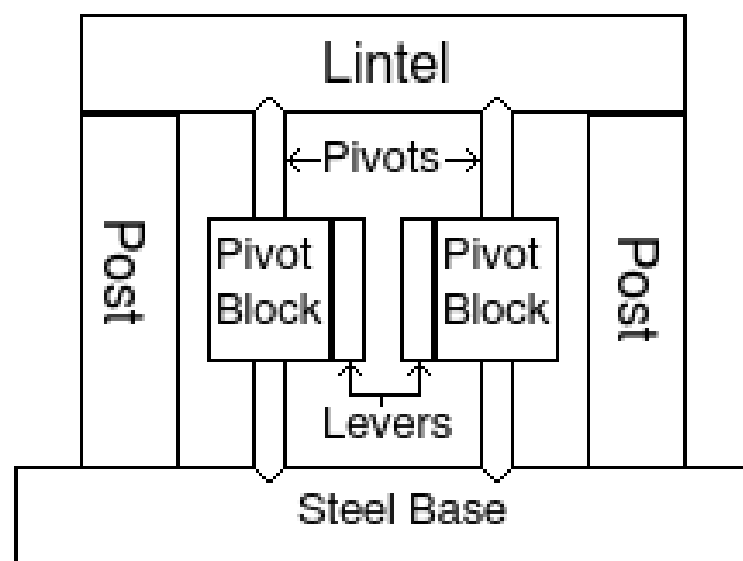 Lintel
Pivots
Post
Pivot
Block
Pivot
Block
Post
Levers
Steel Base